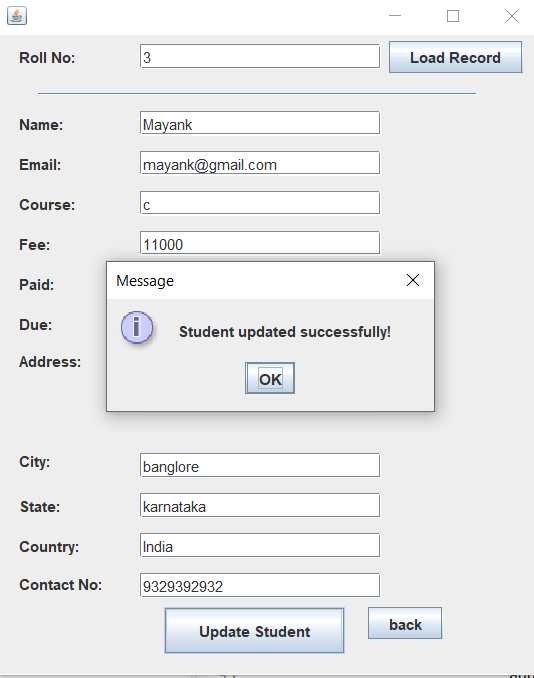 Roll No: 3 Load Record
Name: Mayank
Email: mayank@gmail.com
Course: c
Fee: 11000
Message
Paid:
Due:
Student updated successfully!
Address:
OK
City: banglore
State: karnataka
Country: India
Contact No: 9329392932
Update Student back